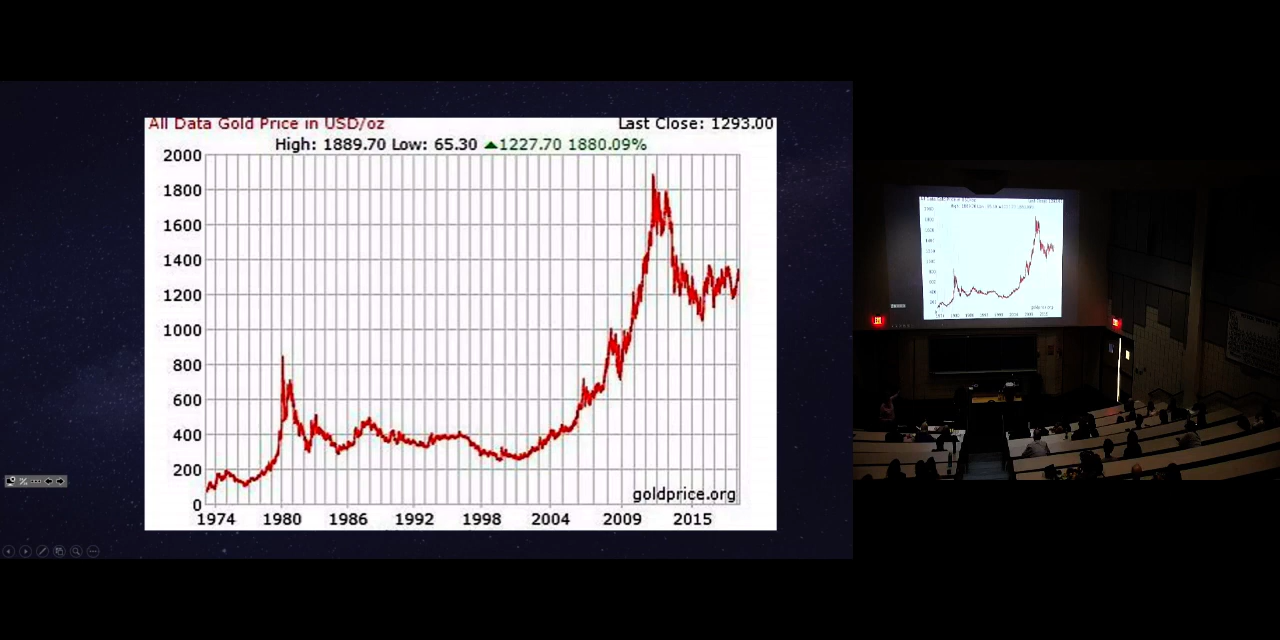 All Data Gold Price in USD/oz Last Close: 1293.00
High: 1889.70 Low: 65.30 ▲1227.70 1880.09%
2000
1800
1600
1400
1200
1000
800
600
400
200
0
goldprice.org
1974 1980 1986 1992 1998 2004 2009 2015